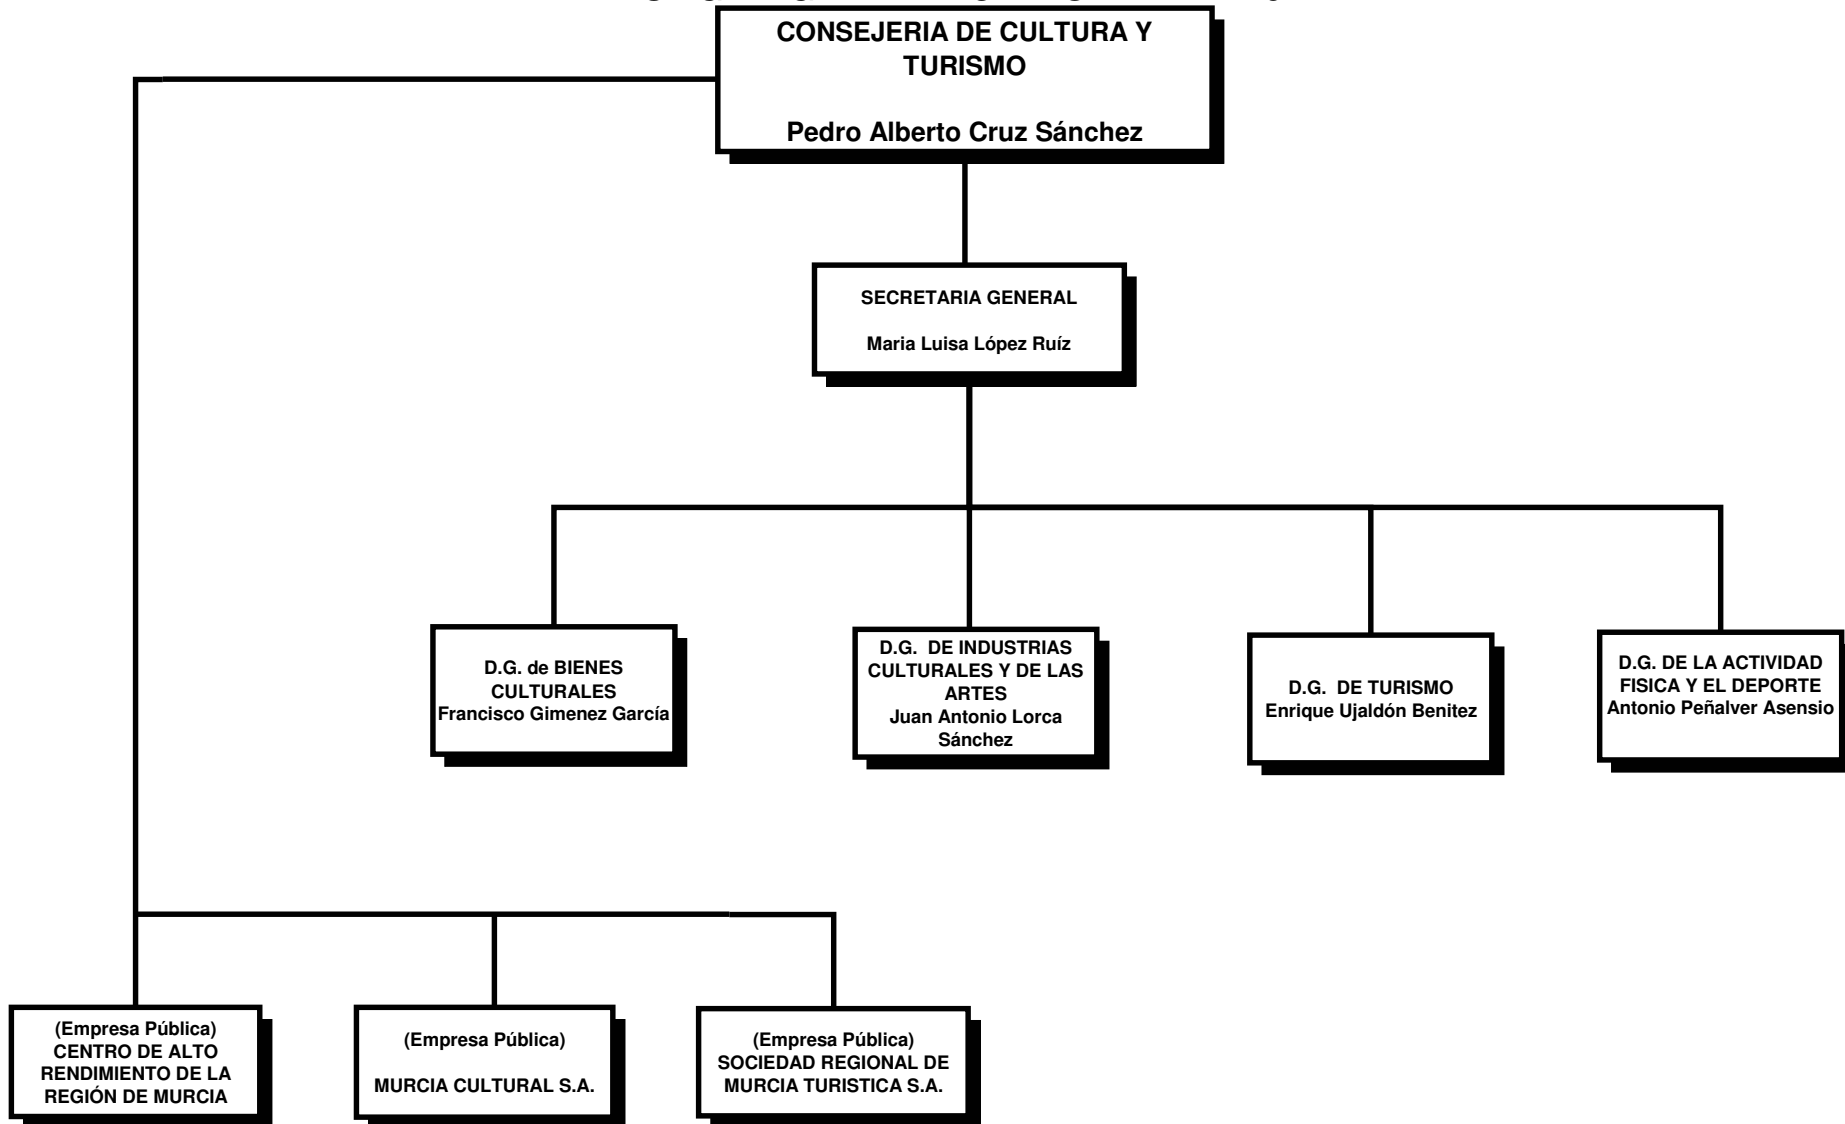 CONSEJERIA DE CULTURA Y
TURISMO
Pedro Alberto Cruz Sánchez
SECRETARIA GENERAL
Maria Luisa López Ruíz
D.G. de BIENES
CULTURALES
Francisco Gimenez García
D.G. DE INDUSTRIAS
CULTURALES Y DE LAS
ARTES
Juan Antonio Lorca
Sánchez
D.G. DE TURISMO
Enrique Ujaldón Benitez
D.G. DE LA ACTIVIDAD
FISICA Y EL DEPORTE
Antonio Peñalver Asensio
(Empresa Pública)
CENTRO DE ALTO
RENDIMIENTO DE LA
REGIÓN DE MURCIA
(Empresa Pública)
MURCIA CULTURAL S.A.
(Empresa Pública)
SOCIEDAD REGIONAL DE
MURCIA TURISTICA S.A.